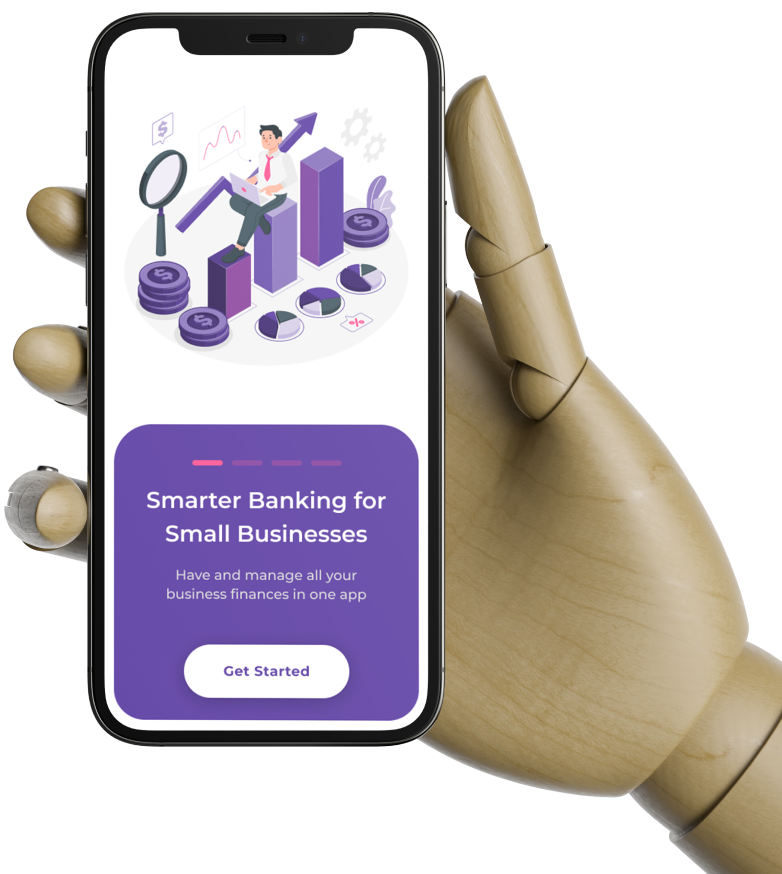 $
$
$
$
%
Smarter Banking for
Small Businesses
Have and manage all your
business finances in one app
Get Started